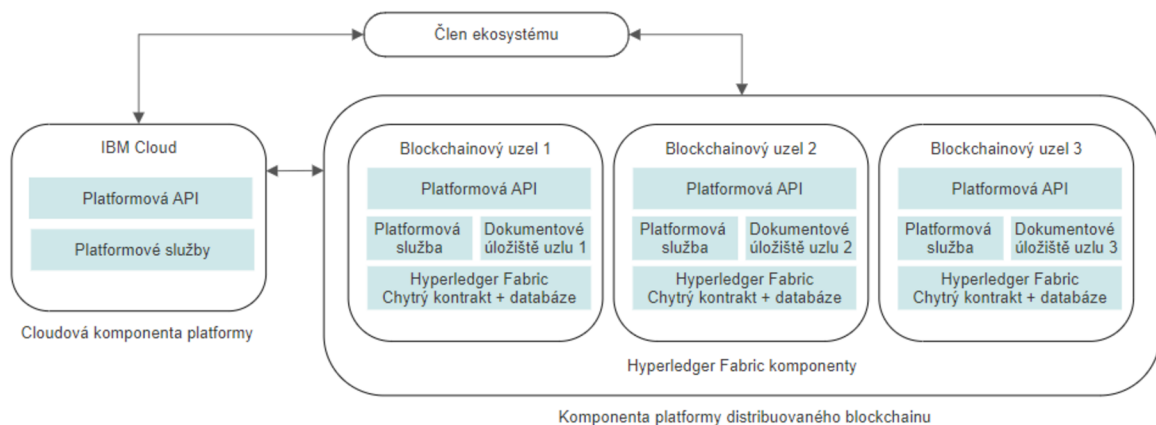 Člen ekosystému
IBM Cloud
Platformová API
Platformové služby
Cloudová komponenta platformy
Blockchainový uzel 1
Platformová API
Platformová
služba
Dokumentové
úložiště uzlu 1
Hyperledger Fabric
Chytrý kontrakt + databáze
Blockchainový uzel 2
Platformová API
Platformová
služba
Dokumentové
úložiště uzlu 2
Hyperledger Fabric
Chytrý kontrakt + databáze
Blockchainový uzel 3
Platformová API
Platformová
služba
Dokumentové
úložiště uzlu 3
Hyperledger Fabric
Chytrý kontrakt + databáze
Hyperledger Fabric komponenty
Komponenta platformy distribuovaného blockchainu